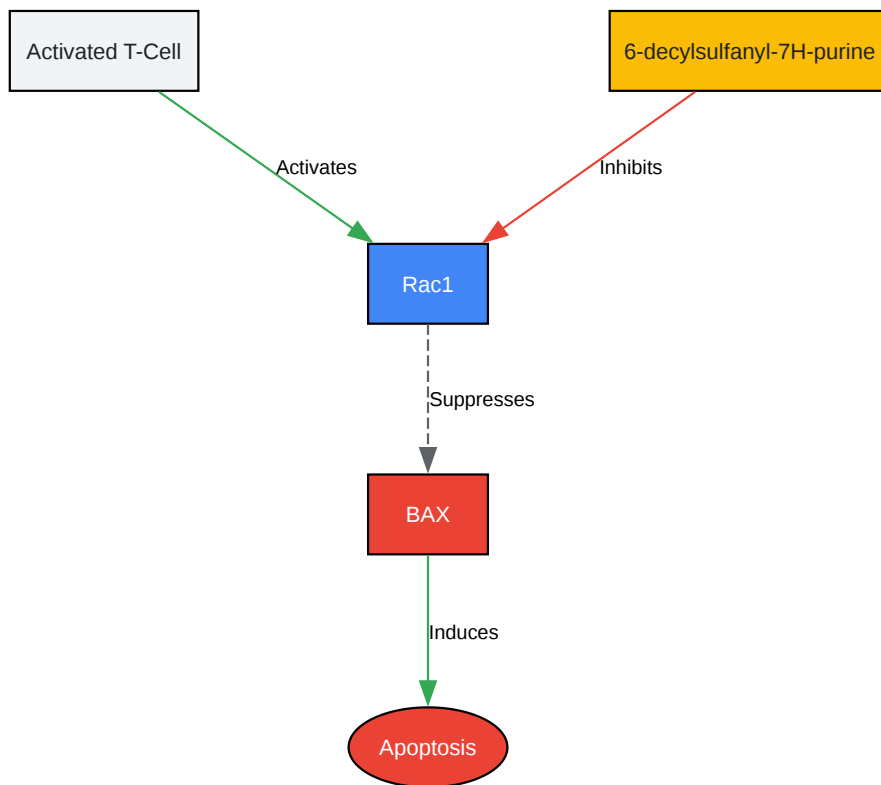 Activated T-Cell
6-decylsulfanyl-7H-purine
Activates
Inhibits
Rac1
Suppresses
BAX
Induces
Apoptosis